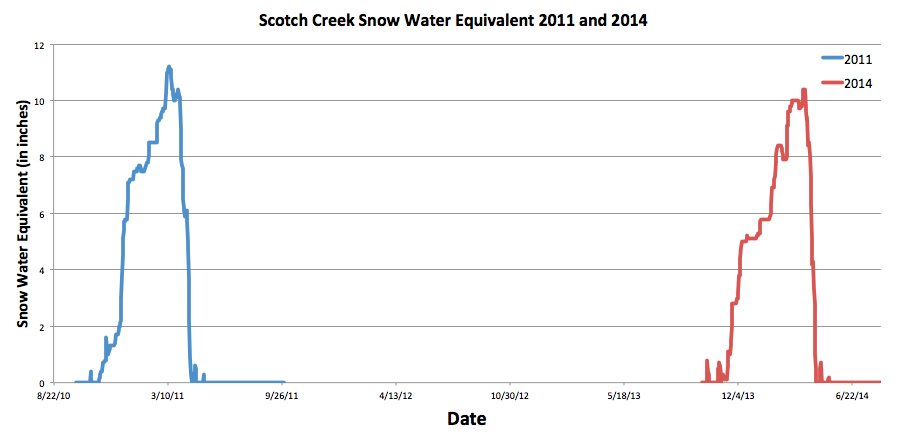 Scotch Creek Snow Water Equivalent 2011 and 2014
Snow Water Equivalent (in inches)
12
10
8
6
4
2
0
2011
2014
8/22/10 3/10/11 9/26/11 4/13/12 10/30/12 5/18/13 12/4/13 6/22/14
Date